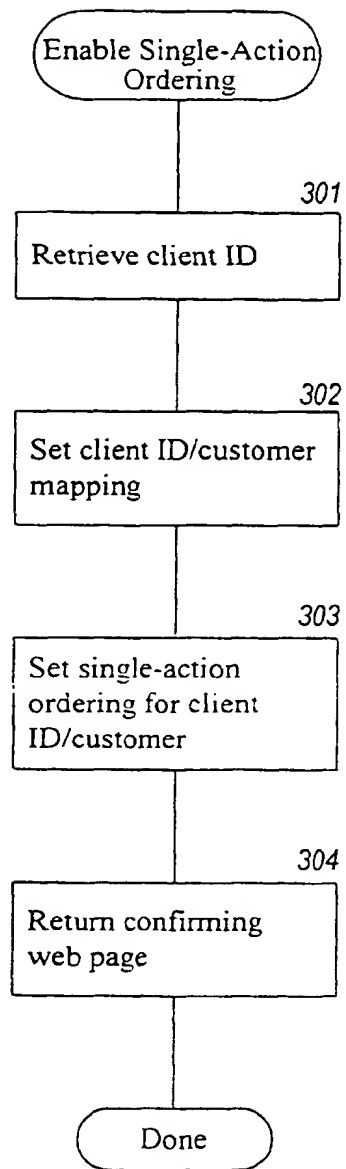 Enable Single-Action
Ordering
301
Retrieve client ID
302
Set client ID/customer
mapping
303
Set single-action
ordering for client
ID/customer
304
Return confirming
web page
Done